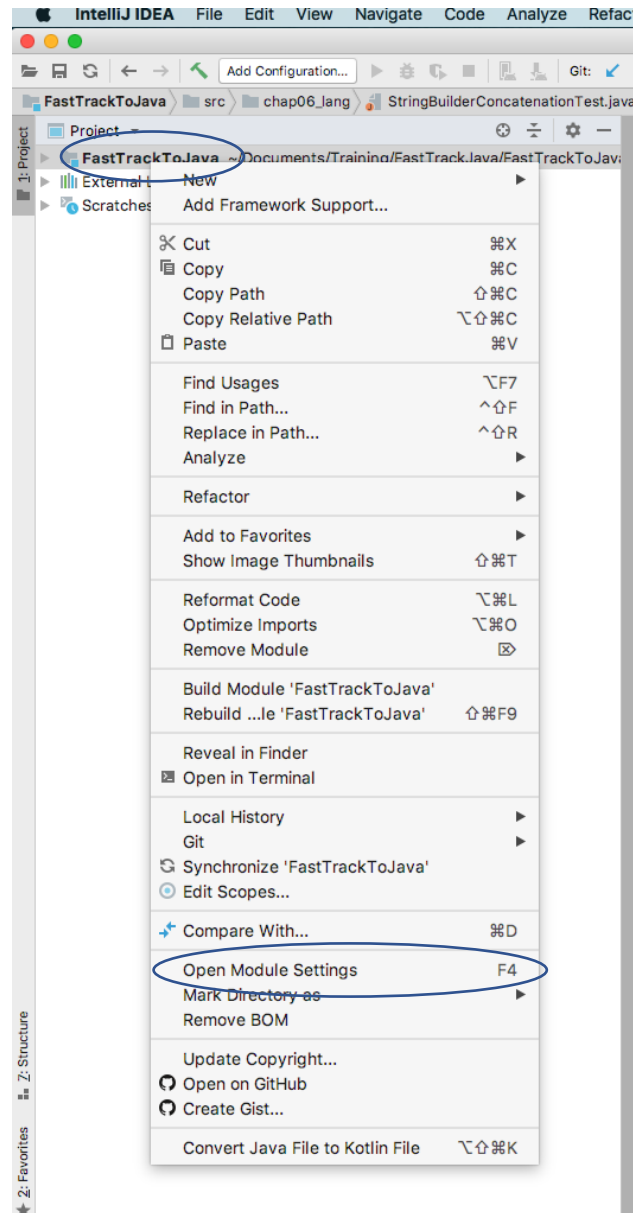 IntelliJ IDEA File Edit View Navigate Code Analyze Refac
Add Configuration... Git:
FastTrackToJava src chap06_lang StringBuilderConcatenationTest.java
1: Project
Project
FastTrackToJava ~/Documents/Training/FastTrackJava/FastTrackToJava
External L
Scratches
New
Add Framework Support...
Cut ⌘X
Copy ⌘C
Copy Path ⇧⌘C
Copy Relative Path ⌥⇧⌘C
Paste ⌘V
Find Usages ⌥F7
Find in Path... ^⇧F
Replace in Path... ^⇧R
Analyze
Refactor
Add to Favorites
Show Image Thumbnails ⇧⌘T
Reformat Code ⌥⌘L
Optimize Imports ⌥⌘O
Remove Module ⌦
Build Module 'FastTrackToJava'
Rebuild ...le 'FastTrackToJava' ⇧⌘F9
Reveal in Finder
Open in Terminal
Local History
Git
Synchronize 'FastTrackToJava'
Edit Scopes...
Compare With... ⌘D
Open Module Settings F4
Mark Directory as
Remove BOM
Update Copyright...
Open on GitHub
Create Gist...
Convert Java File to Kotlin File ⌥⇧⌘K
7: Structure
2: Favorites